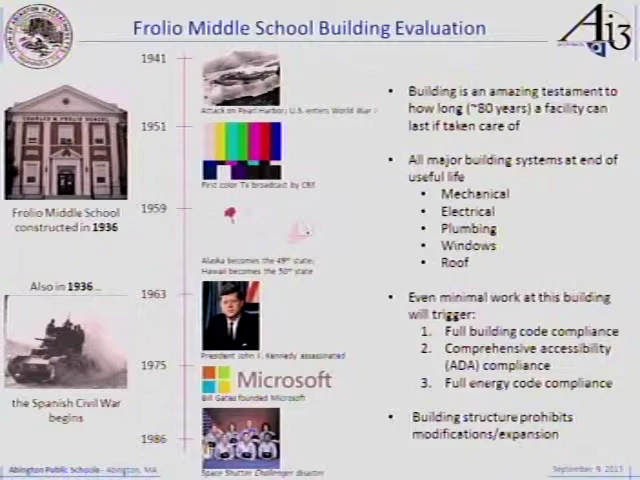 Frolio Middle School Building Evaluation
Ai3
CHARLES M FROLIO SCHOOL
Frolio Middle School
constructed in 1936
Also in 1936...
the Spanish Civil War
begins
1941
Attack on Pearl Harbor; U.S. enters World War
1951
First color TV broadcast by CBS
1959
Alaska becomes the 49th state;
Hawaii becomes the 50th state
1963
President John F. Kennedy assassinated
1975
Microsoft
Bill Gates founded Microsoft
1986
Space Shutter Challenger disaster
• Building is an amazing testament to
how long (~80 years) a facility can
last if taken care of
• All major building systems at end of
useful life
• Mechanical
• Electrical
• Plumbing
• Windows
• Roof
• Even minimal work at this building
will trigger:
1. Full building code compliance
2. Comprehensive accessibility
(ADA) compliance
3. Full energy code compliance
• Building structure prohibits
modifications/expansion
Abington Public Schools - Abington, MA
September 9, 2013